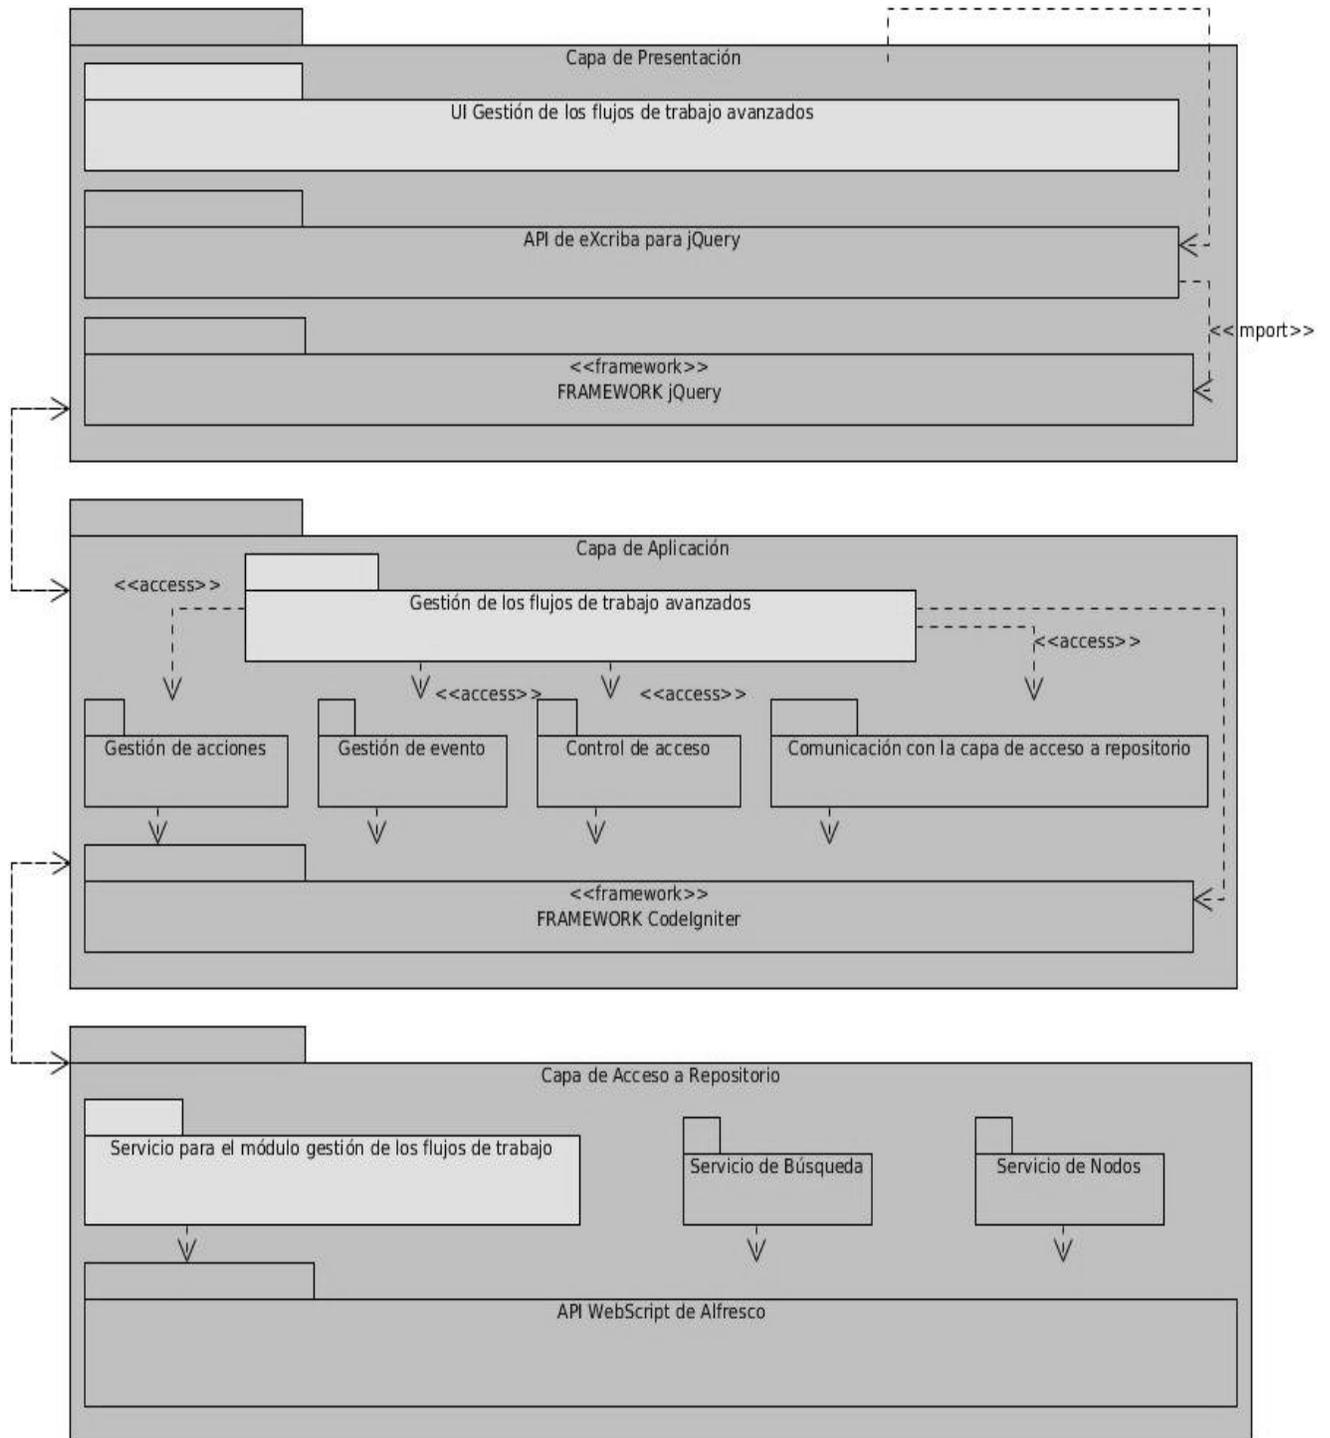 Capa de Presentación
UI Gestión de los flujos de trabajo avanzados
API de eXcriba para jQuery
<<mport>>
<<framework>>
FRAMEWORK jQuery
Capa de Aplicación
<<access>>
Gestión de los flujos de trabajo avanzados
<<access>>
<<access>>
<<access>>
Gestión de acciones
Gestión de evento
Control de acceso
Comunicación con la capa de acceso a repositorio
<<framework>>
FRAMEWORK CodeIgniter
Capa de Acceso a Repositorio
Servicio para el módulo gestión de los flujos de trabajo
Servicio de Búsqueda
Servicio de Nodos
API WebScript de Alfresco